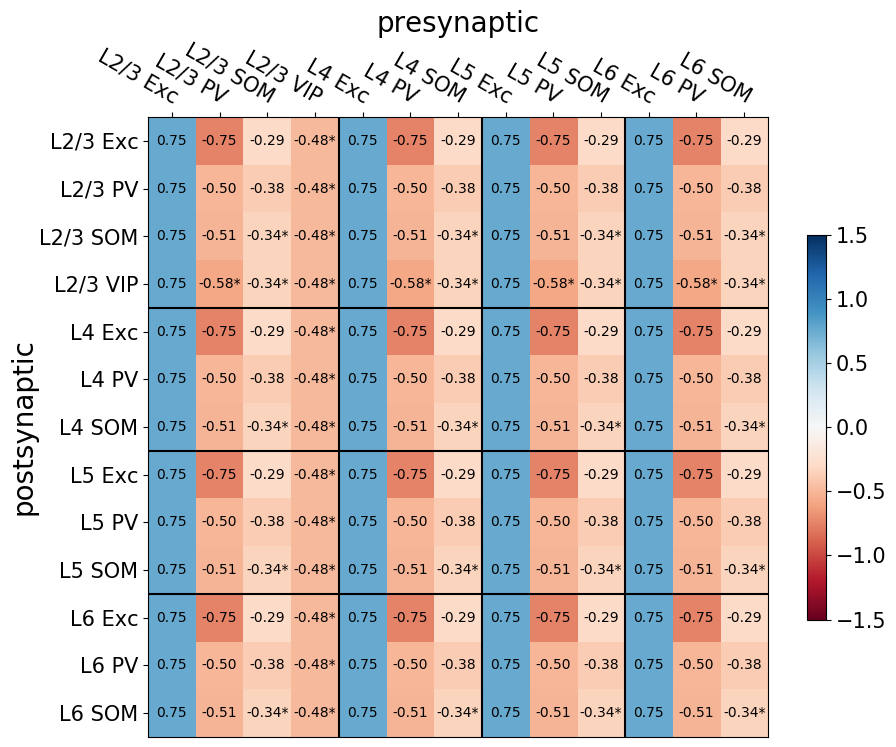 presynaptic
L2/3 Exc L2/3 PV L2/3 SOM L2/3 VIP L4 Exc L4 PV L4 SOM L5 Exc L5 PV L5 SOM L6 Exc L6 PV L6 SOM
postsynaptic
L2/3 Exc 0.75 -0.75 -0.29 -0.48* 0.75 -0.75 -0.29 0.75 -0.75 -0.29 0.75 -0.75 -0.29
L2/3 PV 0.75 -0.50 -0.38 -0.48* 0.75 -0.50 -0.38 0.75 -0.50 -0.38 0.75 -0.50 -0.38
L2/3 SOM 0.75 -0.51 -0.34* -0.48* 0.75 -0.51 -0.34* 0.75 -0.51 -0.34* 0.75 -0.51 -0.34*
L2/3 VIP 0.75 -0.58* -0.34* -0.48* 0.75 -0.58* -0.34* 0.75 -0.58* -0.34* 0.75 -0.58* -0.34*
L4 Exc 0.75 -0.75 -0.29 -0.48* 0.75 -0.75 -0.29 0.75 -0.75 -0.29 0.75 -0.75 -0.29
L4 PV 0.75 -0.50 -0.38 -0.48* 0.75 -0.50 -0.38 0.75 -0.50 -0.38 0.75 -0.50 -0.38
L4 SOM 0.75 -0.51 -0.34* -0.48* 0.75 -0.51 -0.34* 0.75 -0.51 -0.34* 0.75 -0.51 -0.34*
L5 Exc 0.75 -0.75 -0.29 -0.48* 0.75 -0.75 -0.29 0.75 -0.75 -0.29 0.75 -0.75 -0.29
L5 PV 0.75 -0.50 -0.38 -0.48* 0.75 -0.50 -0.38 0.75 -0.50 -0.38 0.75 -0.50 -0.38
L5 SOM 0.75 -0.51 -0.34* -0.48* 0.75 -0.51 -0.34* 0.75 -0.51 -0.34* 0.75 -0.51 -0.34*
L6 Exc 0.75 -0.75 -0.29 -0.48* 0.75 -0.75 -0.29 0.75 -0.75 -0.29 0.75 -0.75 -0.29
L6 PV 0.75 -0.50 -0.38 -0.48* 0.75 -0.50 -0.38 0.75 -0.50 -0.38 0.75 -0.50 -0.38
L6 SOM 0.75 -0.51 -0.34* -0.48* 0.75 -0.51 -0.34* 0.75 -0.51 -0.34* 0.75 -0.51 -0.34*
1.5
1.0
0.5
0.0
−0.5
−1.0
−1.5